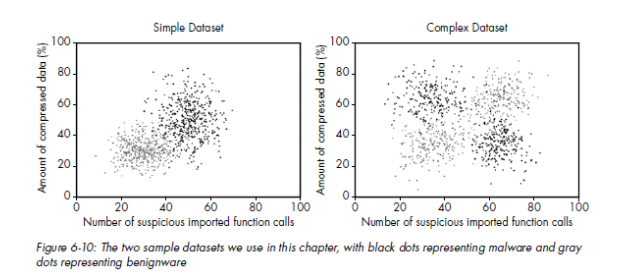 Simple Dataset
Complex Dataset
100
80
60
40
20
0
Amount of compressed data (%)
0 20 40 60 80 100
Number of suspicious imported function calls
100
80
60
40
20
0
Amount of compressed data (%)
0 20 40 60 80 100
Number of suspicious imported function calls
Figure 6-10: The two sample datasets we use in this chapter, with black dots representing malware and gray
dots representing benignware